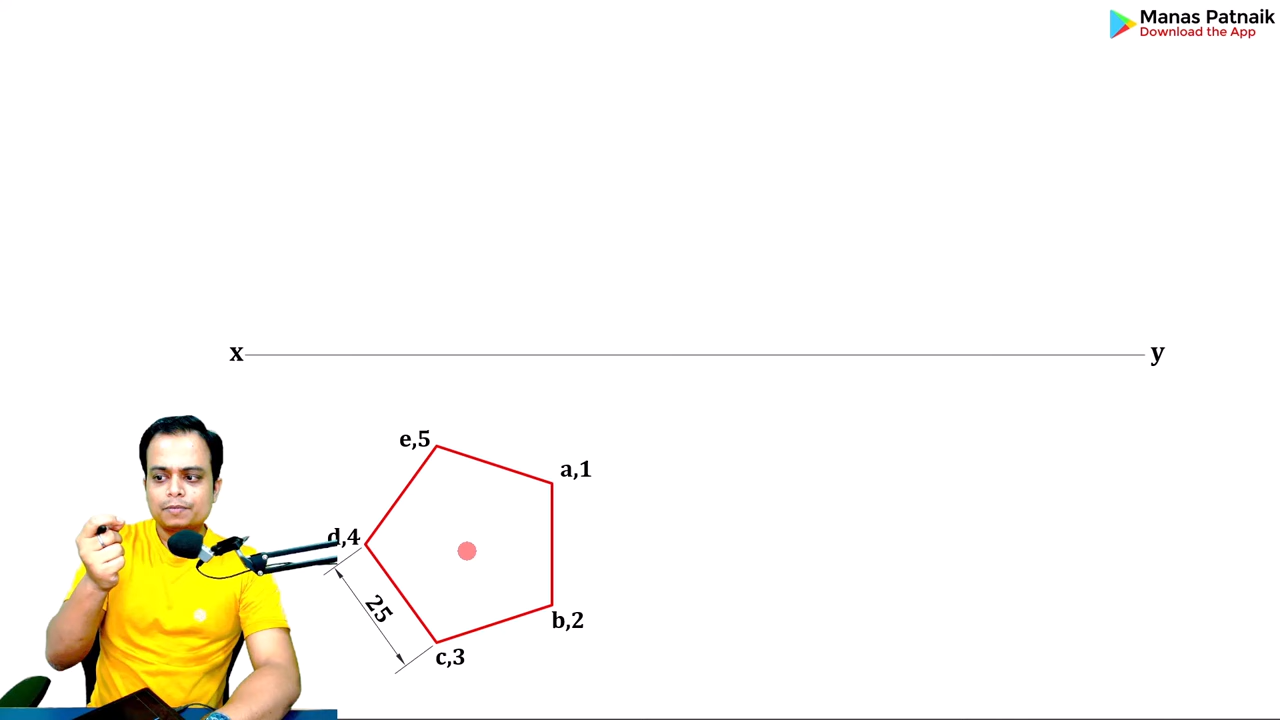 Manas Patnaik
Download the App
x
y
e,5
a,1
d,4
25
b,2
c,3